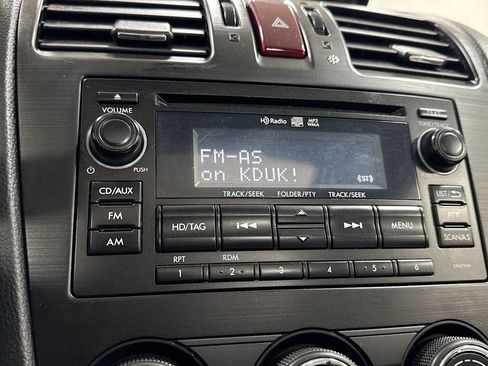 HD Radio MP3
WMA
VOLUME
TUNE
FM-AS
on KDUK! ((ST))
PUSH
TRACK/SEEK FOLDER/PTY TRACK/SEEK
CD/AUX
LIST/
FM
HD/TAG
MENU
PTY
AM
SCAN/AS
RPT RDM
1 2 3 4 5 6